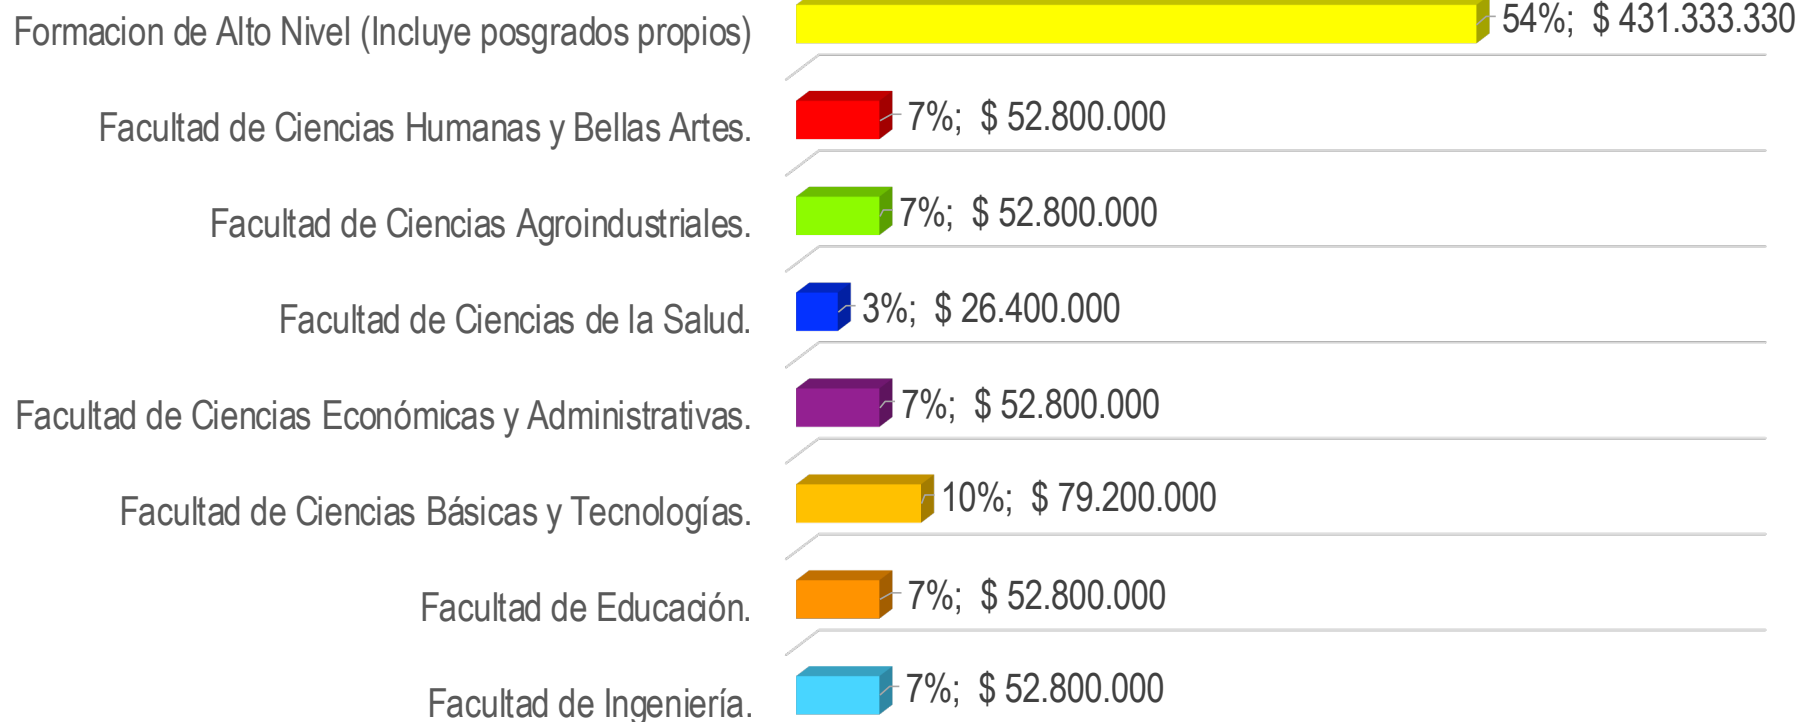 Formacion de Alto Nivel (Incluye posgrados propios) 54%; $ 431.333.330
Facultad de Ciencias Humanas y Bellas Artes. 7%; $ 52.800.000
Facultad de Ciencias Agroindustriales. 7%; $ 52.800.000
Facultad de Ciencias de la Salud. 3%; $ 26.400.000
Facultad de Ciencias Económicas y Administrativas. 7%; $ 52.800.000
Facultad de Ciencias Básicas y Tecnologías. 10%; $ 79.200.000
Facultad de Educación. 7%; $ 52.800.000
Facultad de Ingeniería. 7%; $ 52.800.000